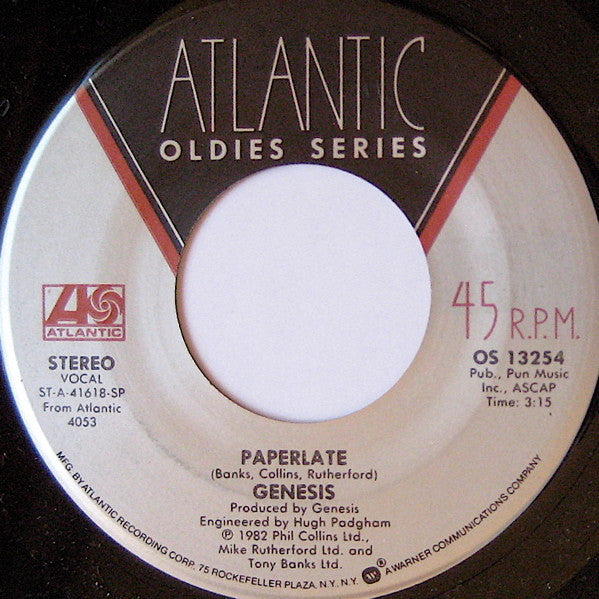 ATLANTIC
OLDIES SERIES
ATLANTIC
STEREO
VOCAL
ST-A-41618-SP
From Atlantic
4053
45 R.P.M.
OS 13254
Pub., Pun Music
Inc., ASCAP
Time: 3:15
PAPERLATE
(Banks, Collins, Rutherford)
GENESIS
Produced by Genesis
Engineered by Hugh Padgham
℗ 1982 Phil Collins Ltd.,
Mike Rutherford Ltd. and
Tony Banks Ltd.
MFG. BY ATLANTIC RECORDING CORP. 75 ROCKEFELLER PLAZA, N.Y. N.Y. A WARNER COMMUNICATIONS COMPANY